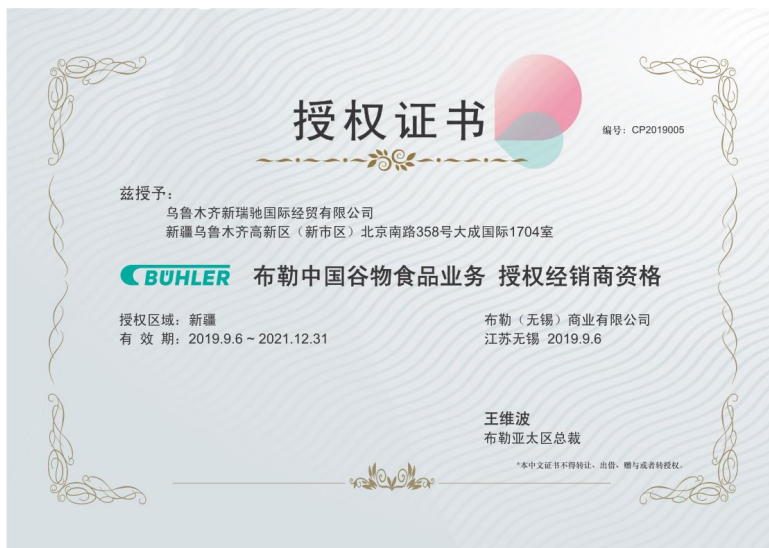 授权证书
编号：CP2019005
兹授予：
乌鲁木齐新瑞驰国际经贸有限公司
新疆乌鲁木齐高新区（新市区）北京南路358号大成国际1704室
BÜHLER 布勒中国谷物食品业务 授权经销商资格
授权区域：新疆
有 效 期：2019.9.6 ~ 2021.12.31
布勒（无锡）商业有限公司
江苏无锡 2019.9.6
王维波
布勒亚太区总裁
*本中文证书不得转让、出借、赠与或者转授权。